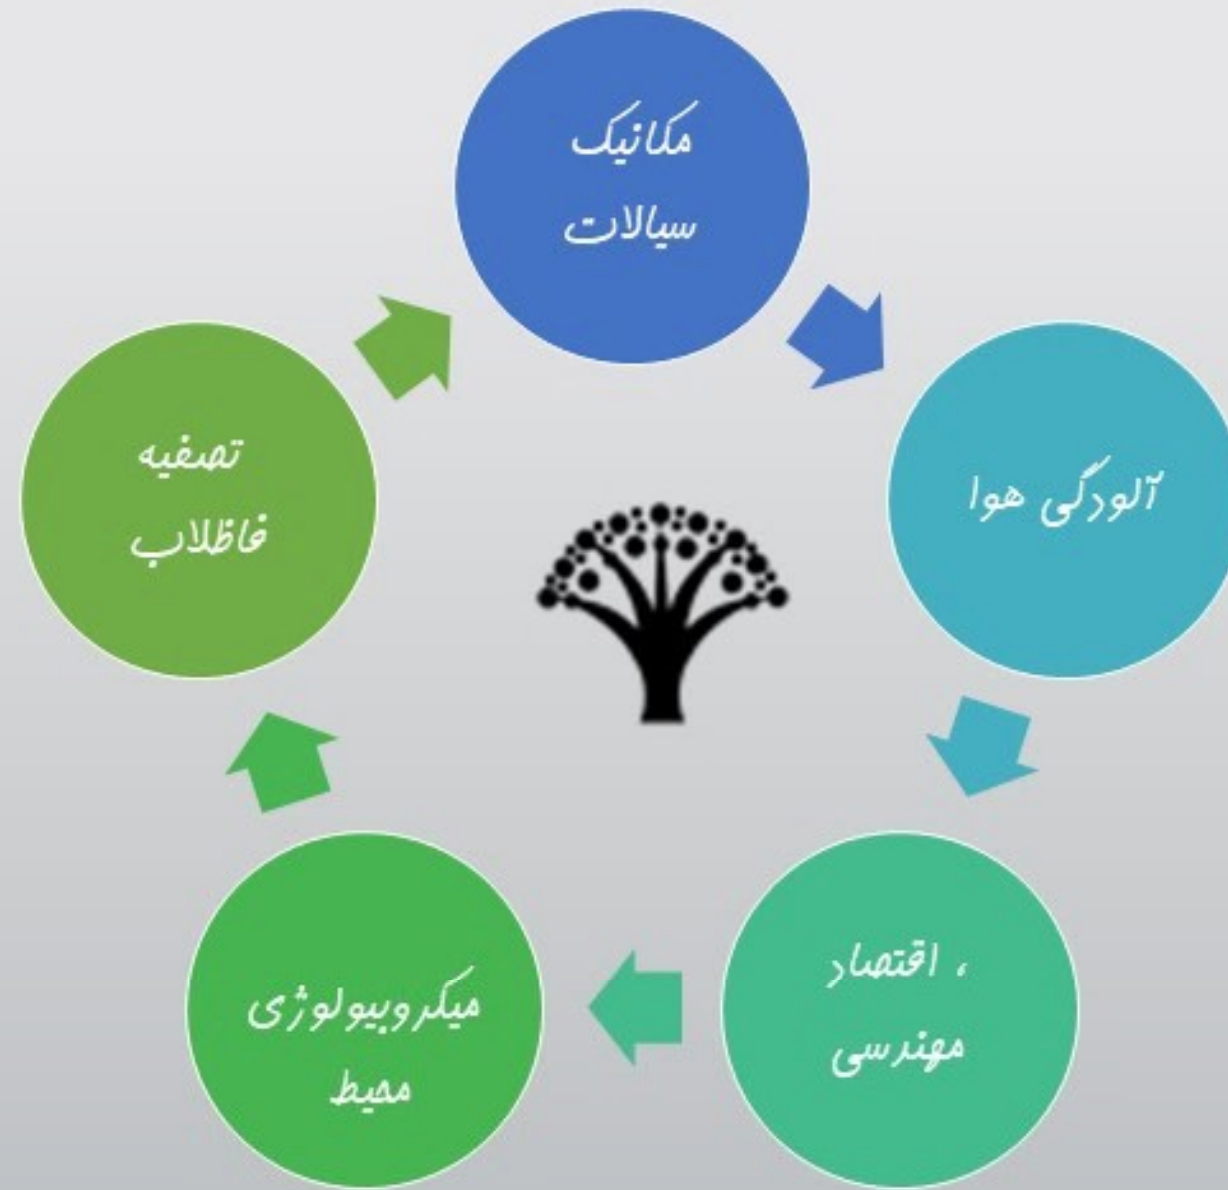 مکانیک
سیالات
آلودگی هوا
، اقتصاد
مهندسی
میکروبیولوژی
محیط
تصفیه
فاظلاب